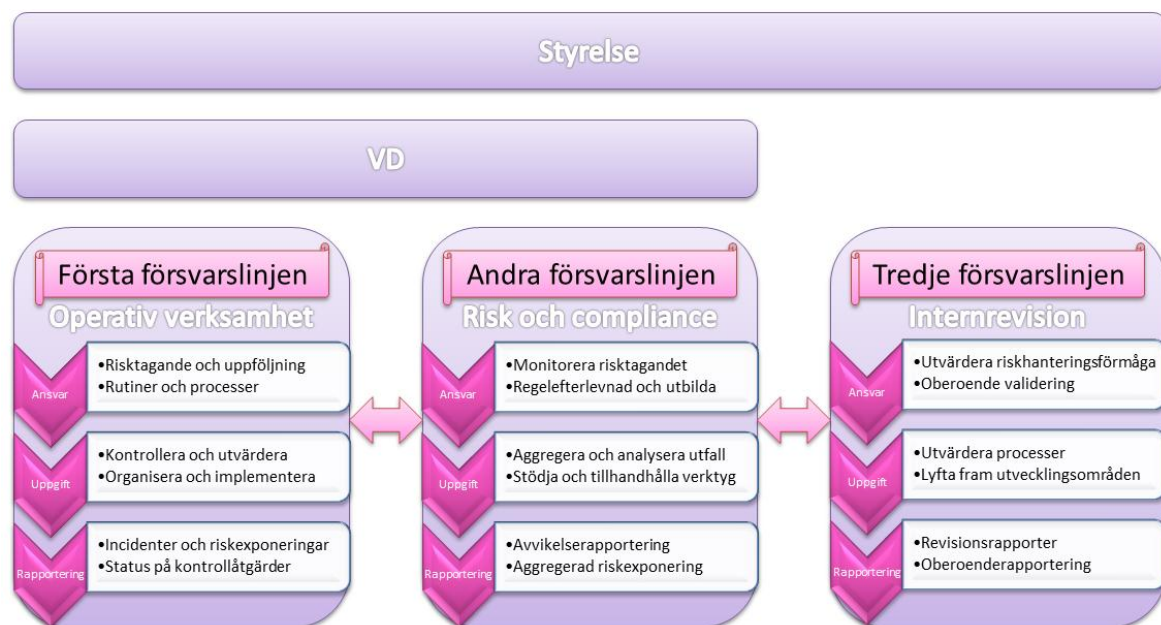 Styrelse
VD
Första försvarslinjen
Operativ verksamhet
Ansvar
•Risktagande och uppföljning
•Rutiner och processer
Uppgift
•Kontrollera och utvärdera
•Organisera och implementera
Rapportering
•Incidenter och riskexponeringar
•Status på kontrollåtgärder
Andra försvarslinjen
Risk och compliance
Ansvar
•Monitorera risktagandet
•Regelefterlevnad och utbilda
Uppgift
•Aggregera och analysera utfall
•Stödja och tillhandhålla verktyg
Rapportering
•Avvikelserapportering
•Aggregerad riskexponering
Tredje försvarslinjen
Internrevision
Ansvar
•Utvärdera riskhanteringsförmåga
•Oberoende validering
Uppgift
•Utvärdera processer
•Lyfta fram utvecklingsområden
Rapportering
•Revisionsrapporter
•Oberoenderapportering